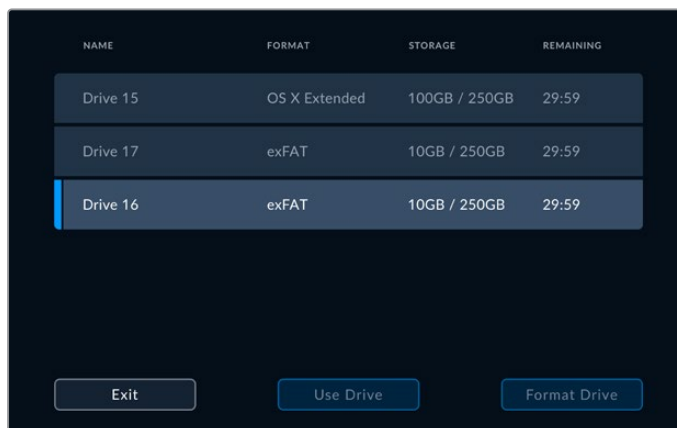 NAME FORMAT STORAGE REMAINING
Drive 15 OS X Extended 100GB / 250GB 29:59
Drive 17 exFAT 10GB / 250GB 29:59
Drive 16 exFAT 10GB / 250GB 29:59
Exit Use Drive Format Drive